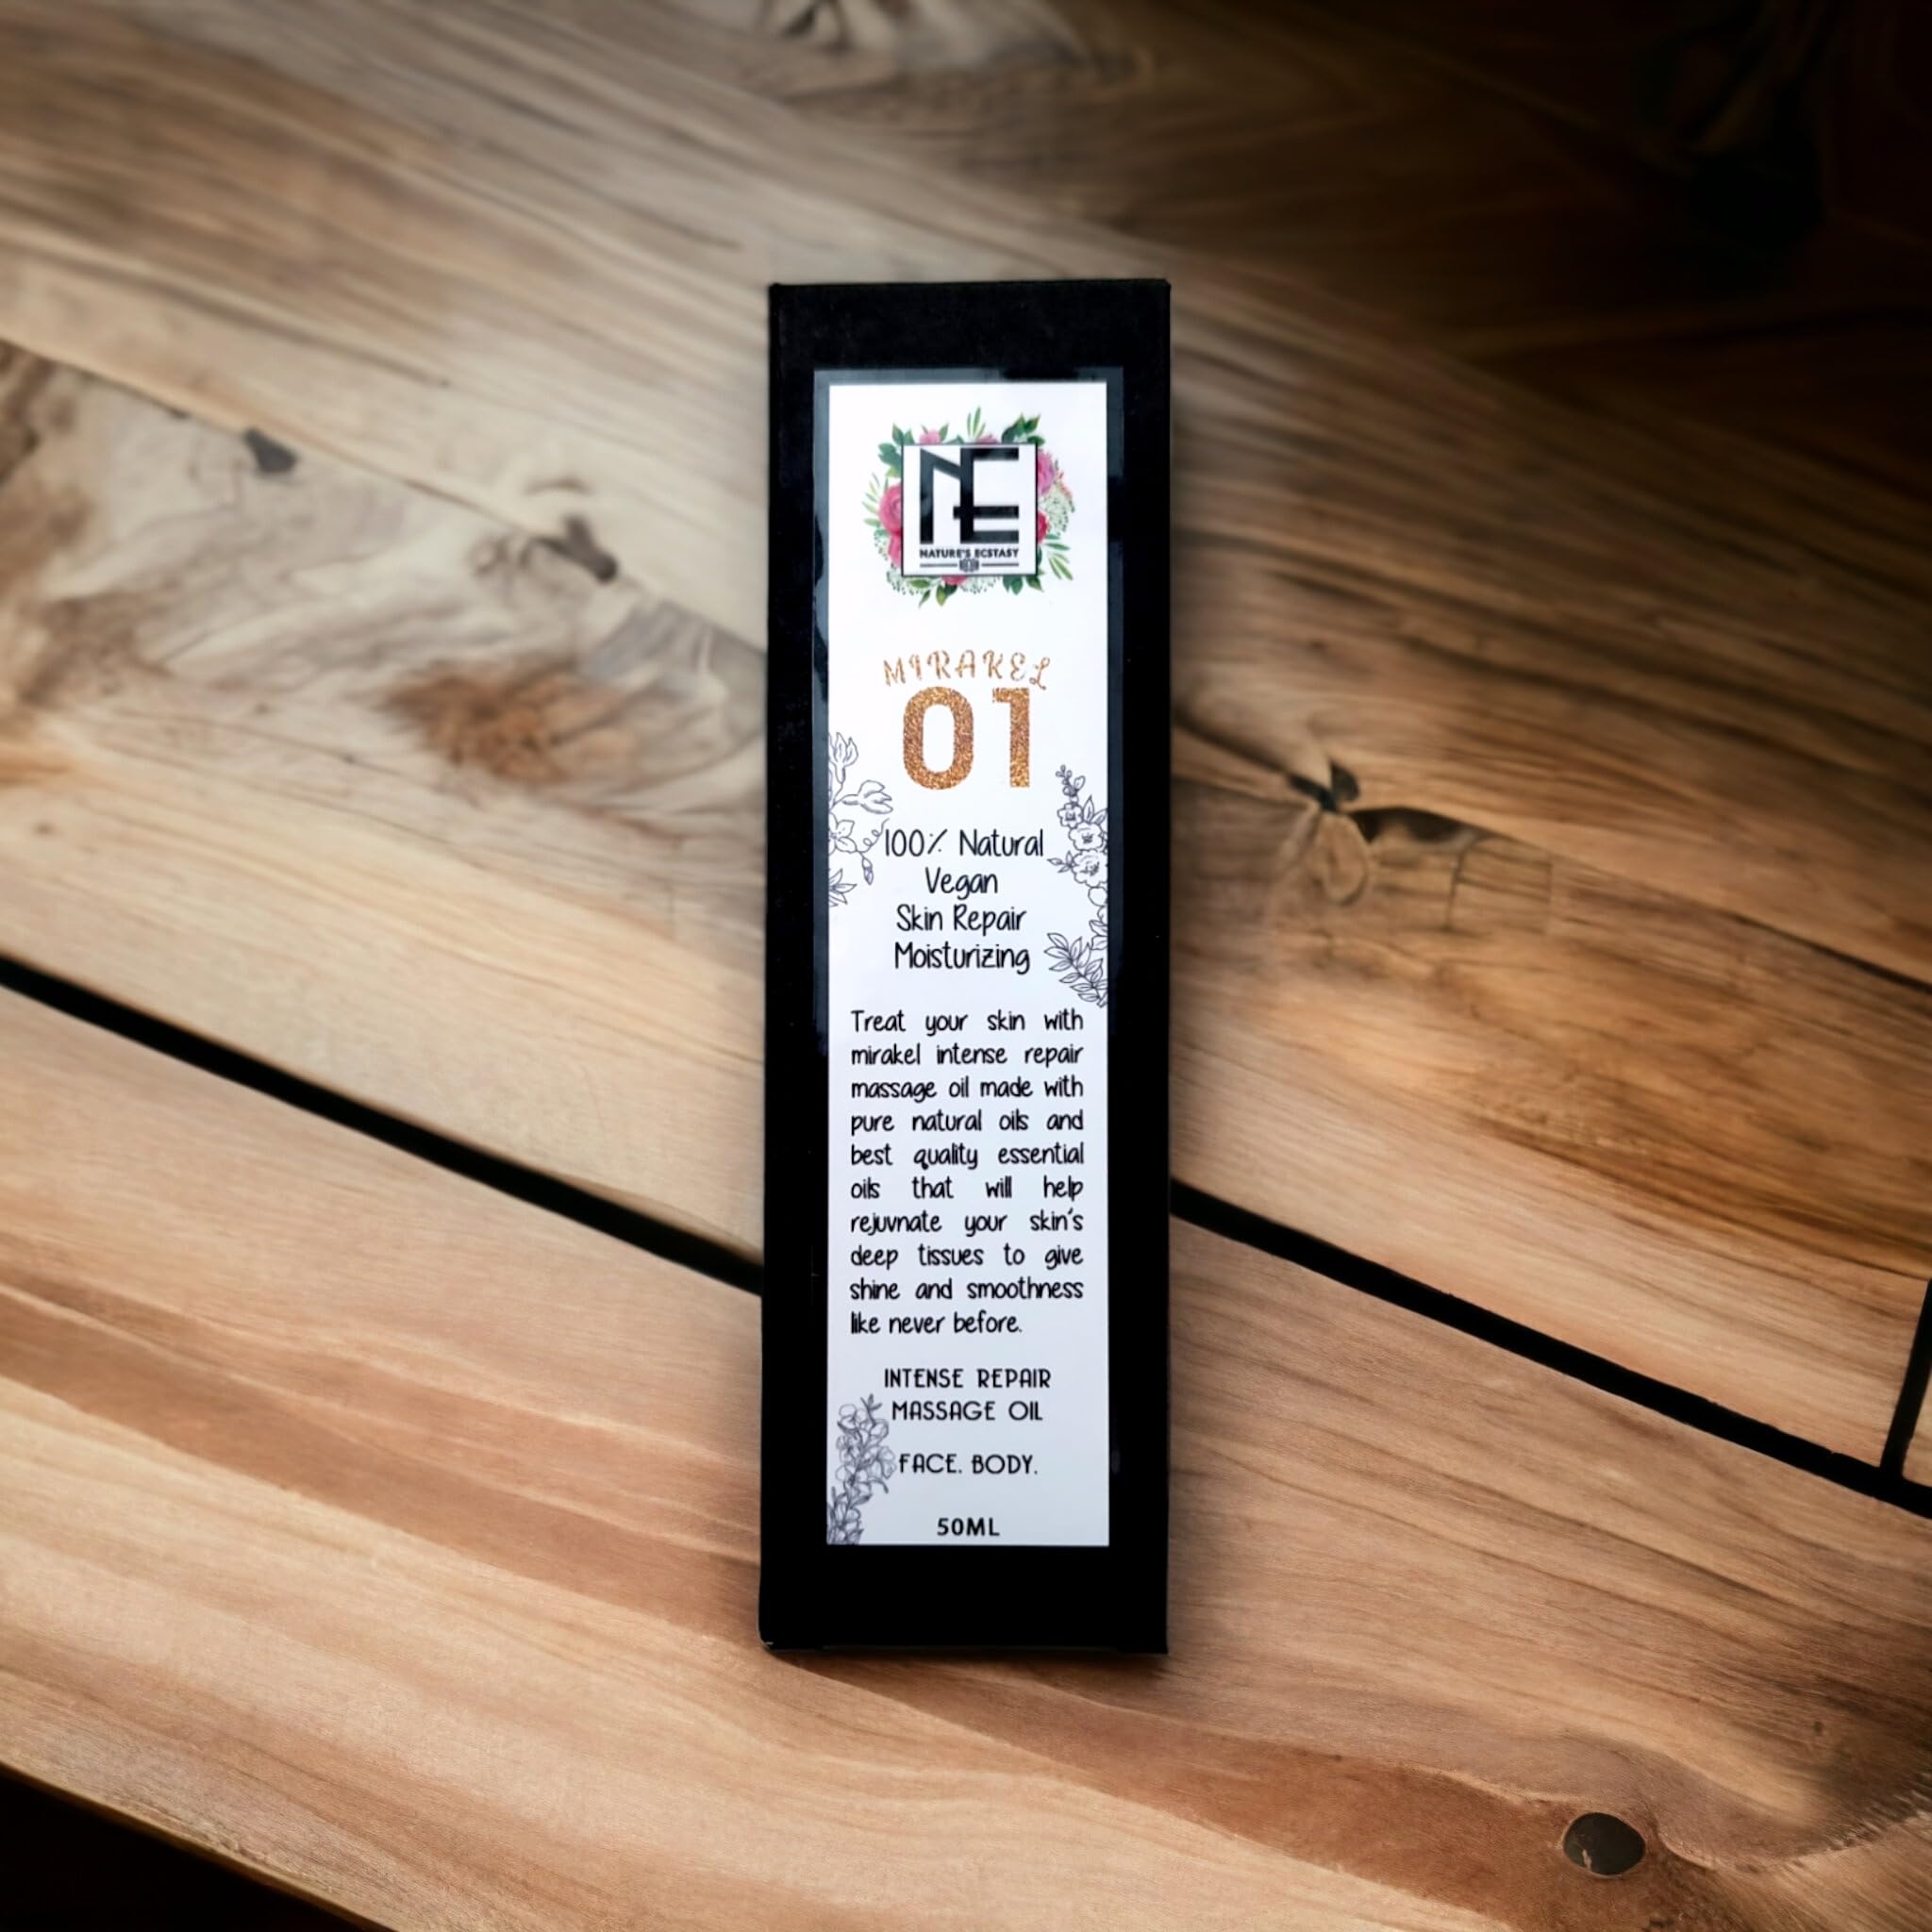 NE
NATURE'S ECSTASY
MIRAKEL
01
100% Natural
Vegan
Skin Repair
Moisturizing
Treat your skin with
mirakel intense repair
massage oil made with
pure natural oils and
best quality essential
oils that will help
rejuvnate your skin's
deep tissues to give
shine and smoothness
like never before.
INTENSE REPAIR
MASSAGE OIL
FACE. BODY.
50ML